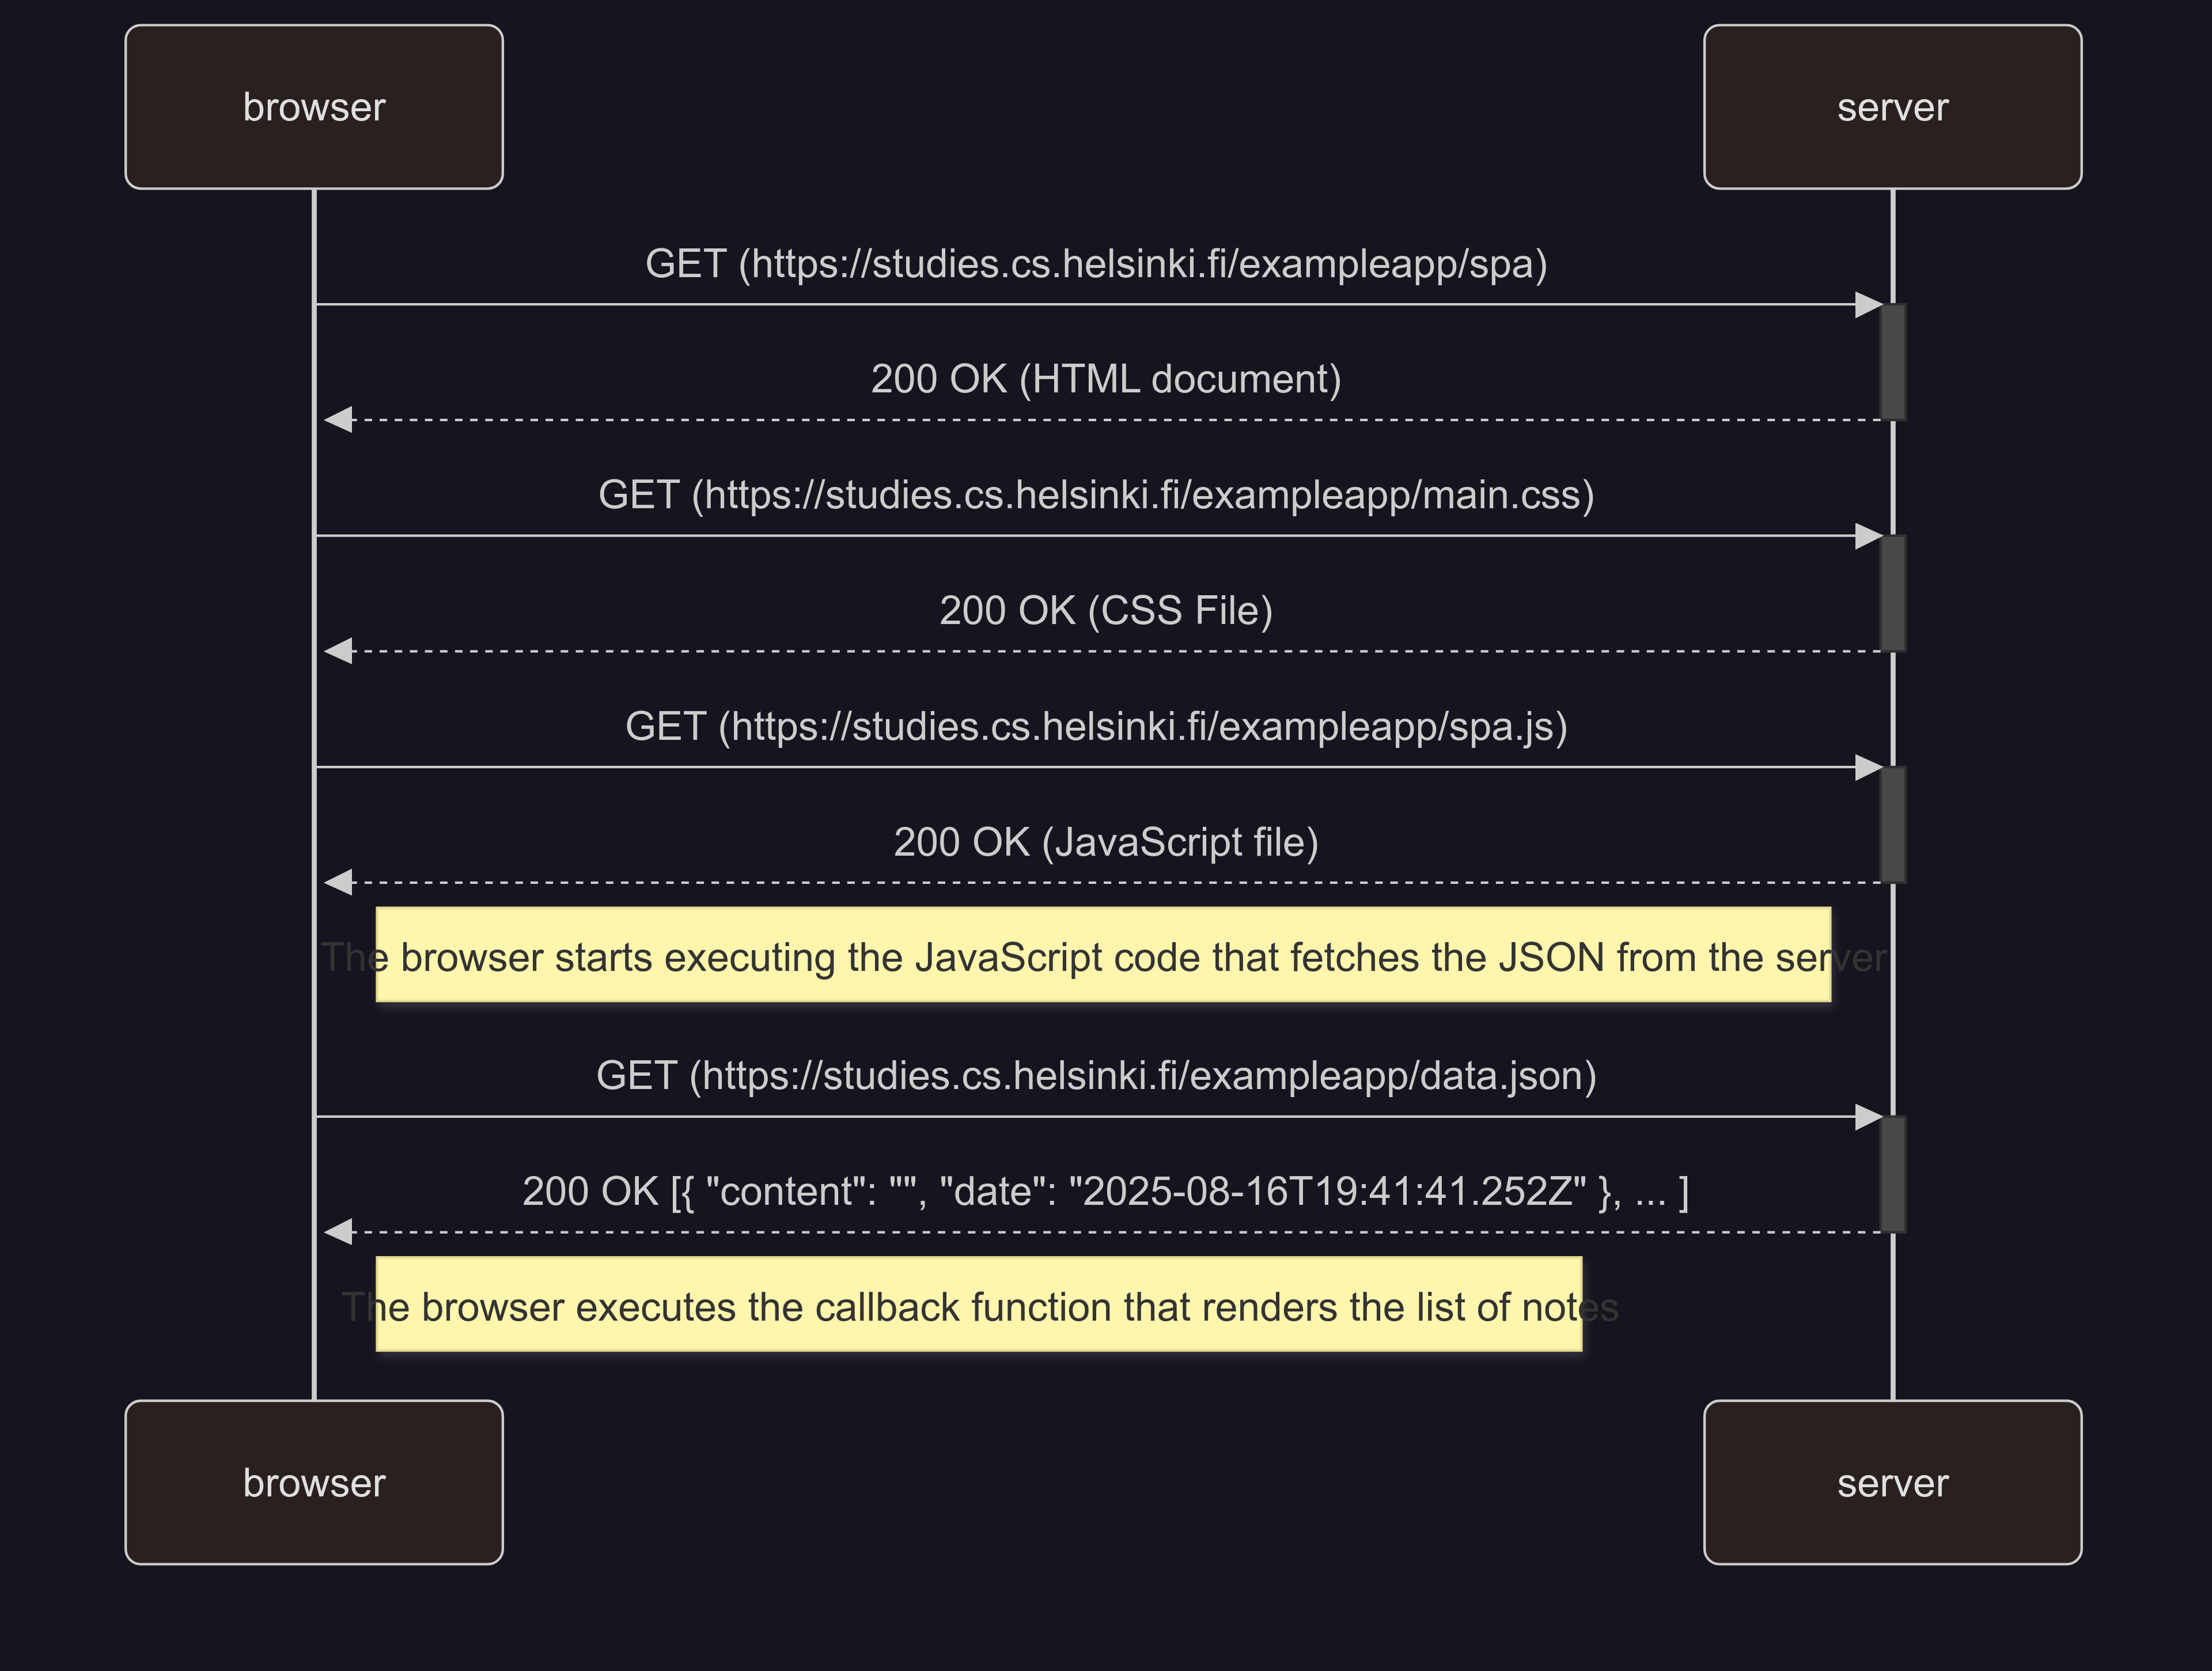 browser
server
GET (https://studies.cs.helsinki.fi/exampleapp/spa)
200 OK (HTML document)
GET (https://studies.cs.helsinki.fi/exampleapp/main.css)
200 OK (CSS File)
GET (https://studies.cs.helsinki.fi/exampleapp/spa.js)
200 OK (JavaScript file)
The browser starts executing the JavaScript code that fetches the JSON from the server
GET (https://studies.cs.helsinki.fi/exampleapp/data.json)
200 OK [{ "content": "", "date": "2025-08-16T19:41:41.252Z" }, ... ]
The browser executes the callback function that renders the list of notes
browser
server